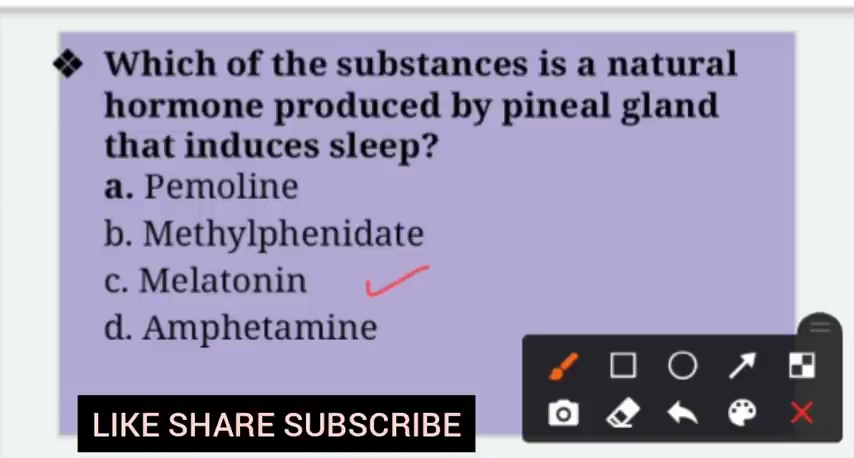 ❖ Which of the substances is a natural
hormone produced by pineal gland
that induces sleep?
a. Pemoline
b. Methylphenidate
c. Melatonin
d. Amphetamine
LIKE SHARE SUBSCRIBE